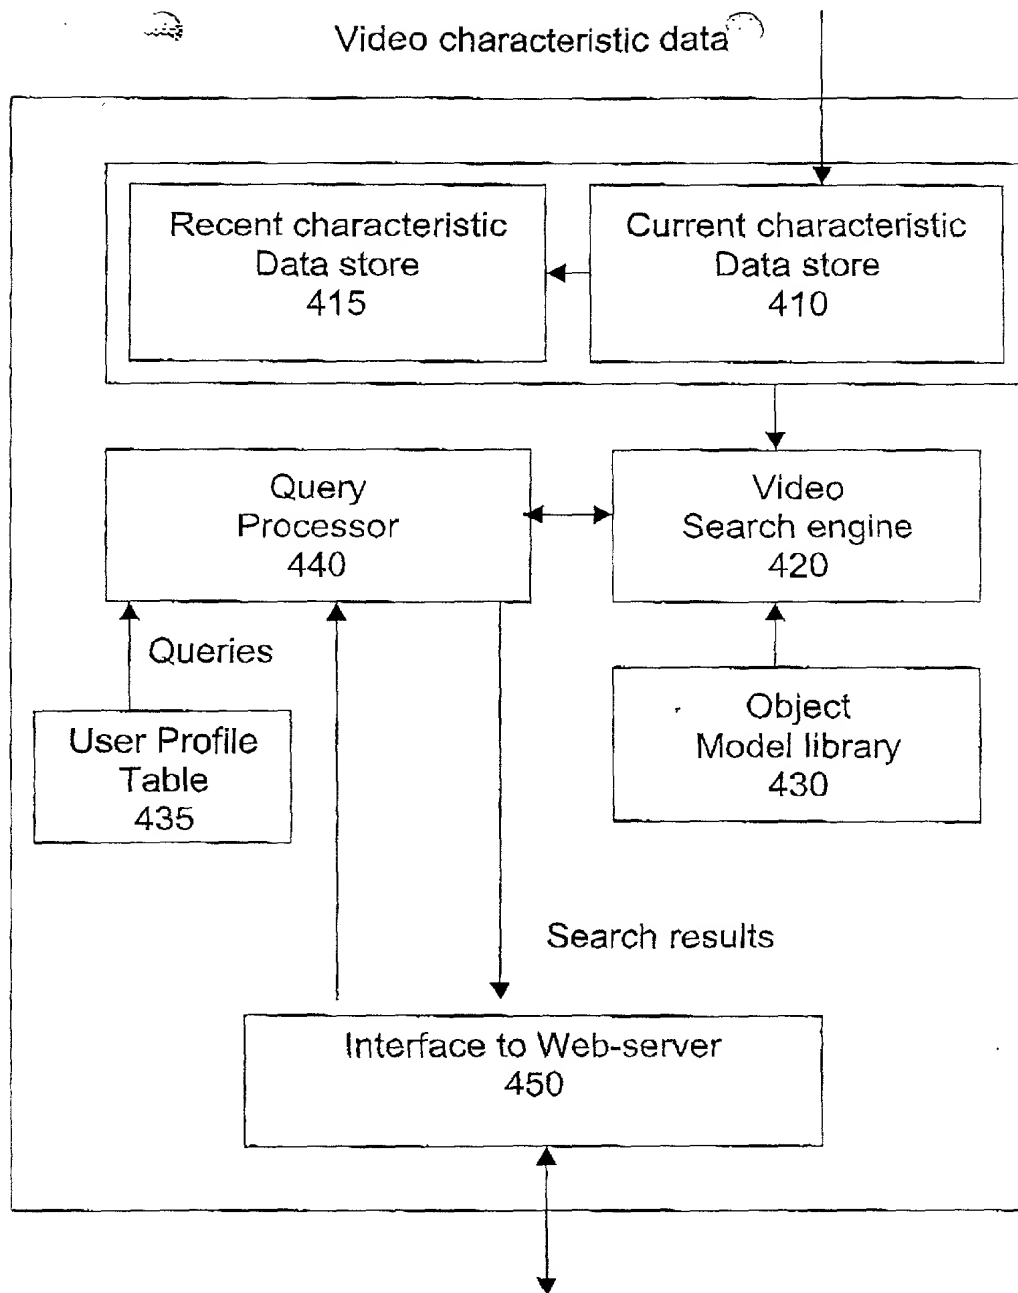 Video characteristic data
Recent characteristic
Data store
415
Current characteristic
Data store
410
Query
Processor
440
Video
Search engine
420
Queries
User Profile
Table
435
Object
Model library
430
Search results
Interface to Web-server
450